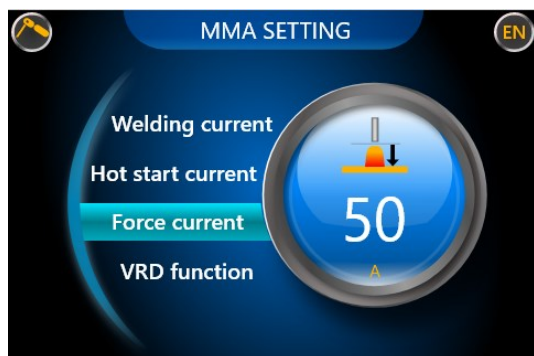 MMA SETTING
EN
Welding current
Hot start current
Force current
VRD function
50
A